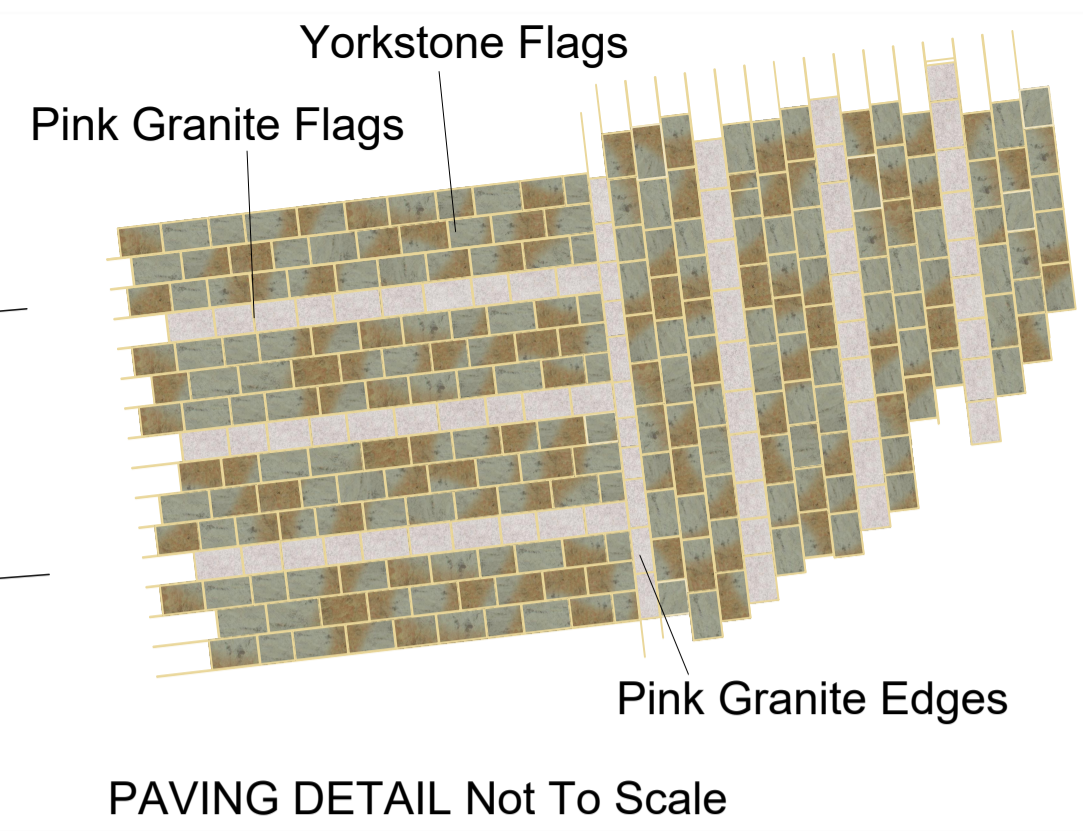 Yorkstone Flags
Pink Granite Flags
Pink Granite Edges
PAVING DETAIL Not To Scale